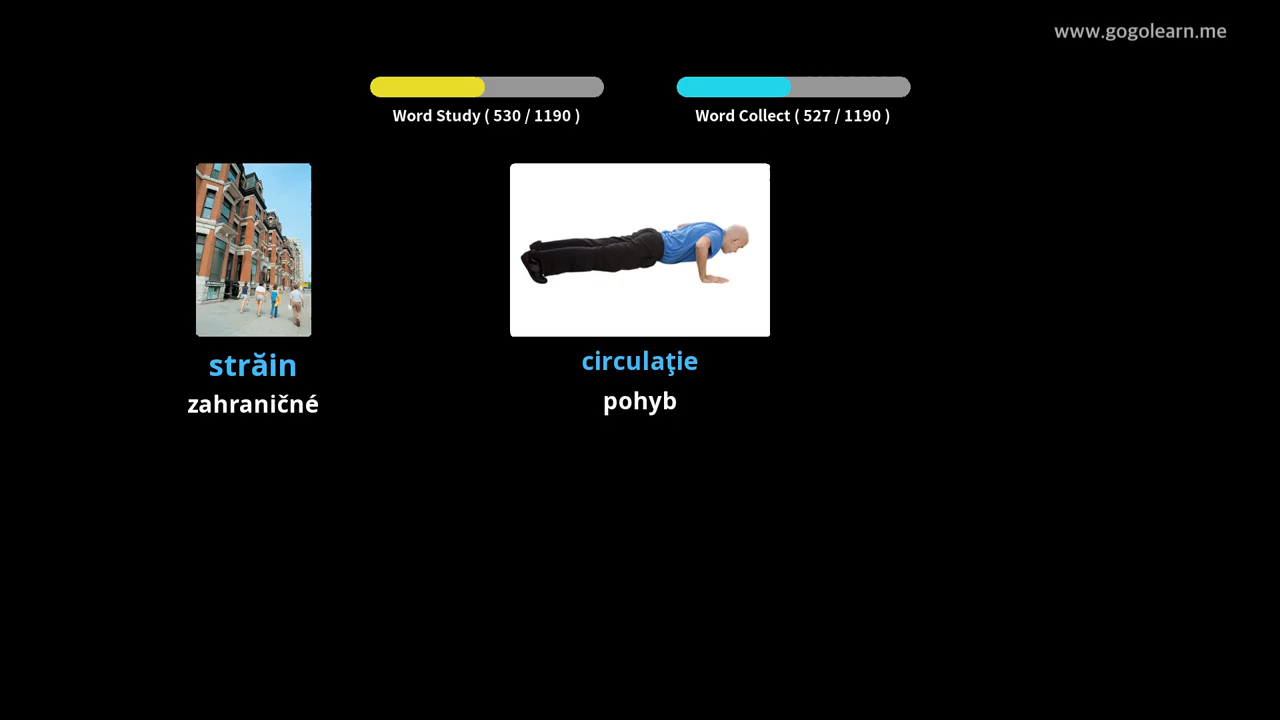 www.gogolearn.me
Word Study ( 530 / 1190 )
Word Collect ( 527 / 1190 )
străin
zahraničné
circulaţie
pohyb